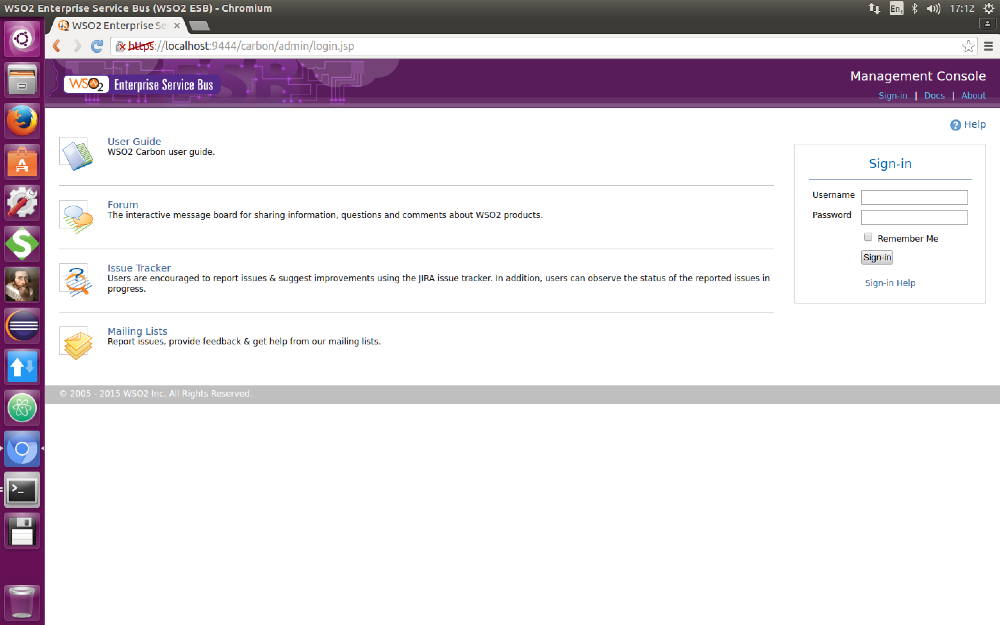 WSO2 Enterprise Service Bus (WSO2 ESB) - Chromium
En1
17:12
WSO2 Enterprise Se
https://localhost:9444/carbon/admin/login.jsp
ESB
WSO2 Enterprise Service Bus
Management Console
Sign-in | Docs | About
Help
User Guide
WSO2 Carbon user guide.
Forum
The interactive message board for sharing information, questions and comments about WSO2 products.
Issue Tracker
Users are encouraged to report issues & suggest improvements using the JIRA issue tracker. In addition, users can observe the status of the reported issues in
progress.
Mailing Lists
Report issues, provide feedback & get help from our mailing lists.
Sign-in
Username
Password
Remember Me
Sign-in
Sign-in Help
© 2005 - 2015 WSO2 Inc. All Rights Reserved.